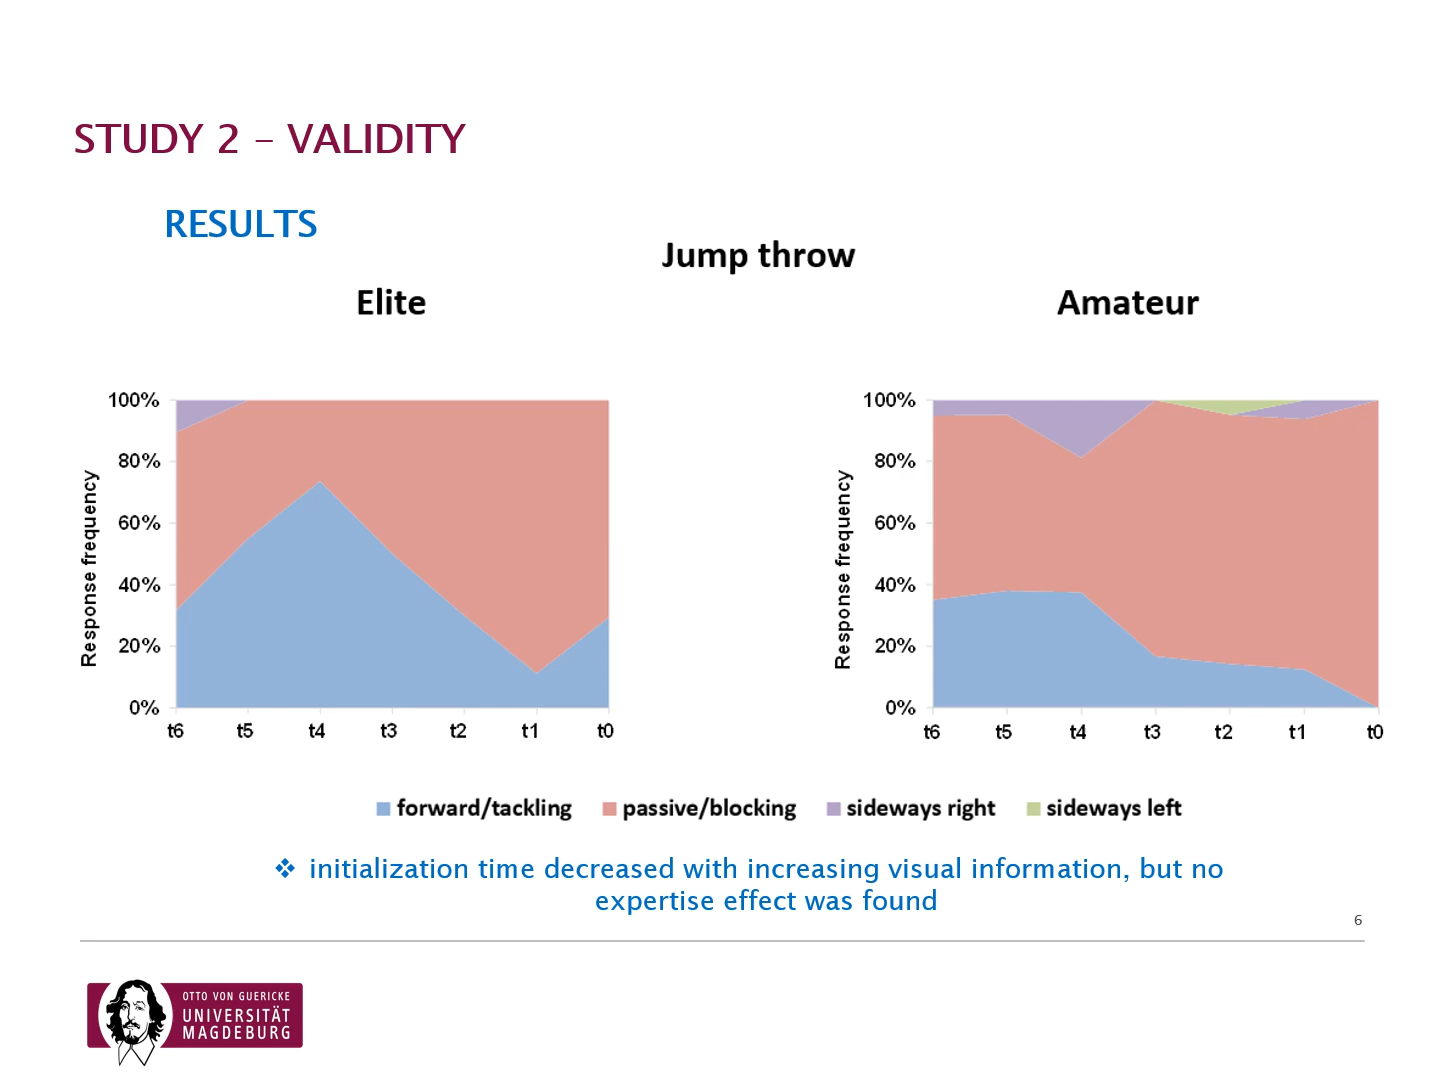 STUDY 2 – VALIDITY
RESULTS
Jump throw
Elite
Amateur
Response frequency
100%
80%
60%
40%
20%
0%
t6 t5 t4 t3 t2 t1 t0
Response frequency
100%
80%
60%
40%
20%
0%
t6 t5 t4 t3 t2 t1 t0
forward/tackling passive/blocking sideways right sideways left
❖ initialization time decreased with increasing visual information, but no
expertise effect was found
6
OTTO VON GUERICKE
UNIVERSITÄT
MAGDEBURG